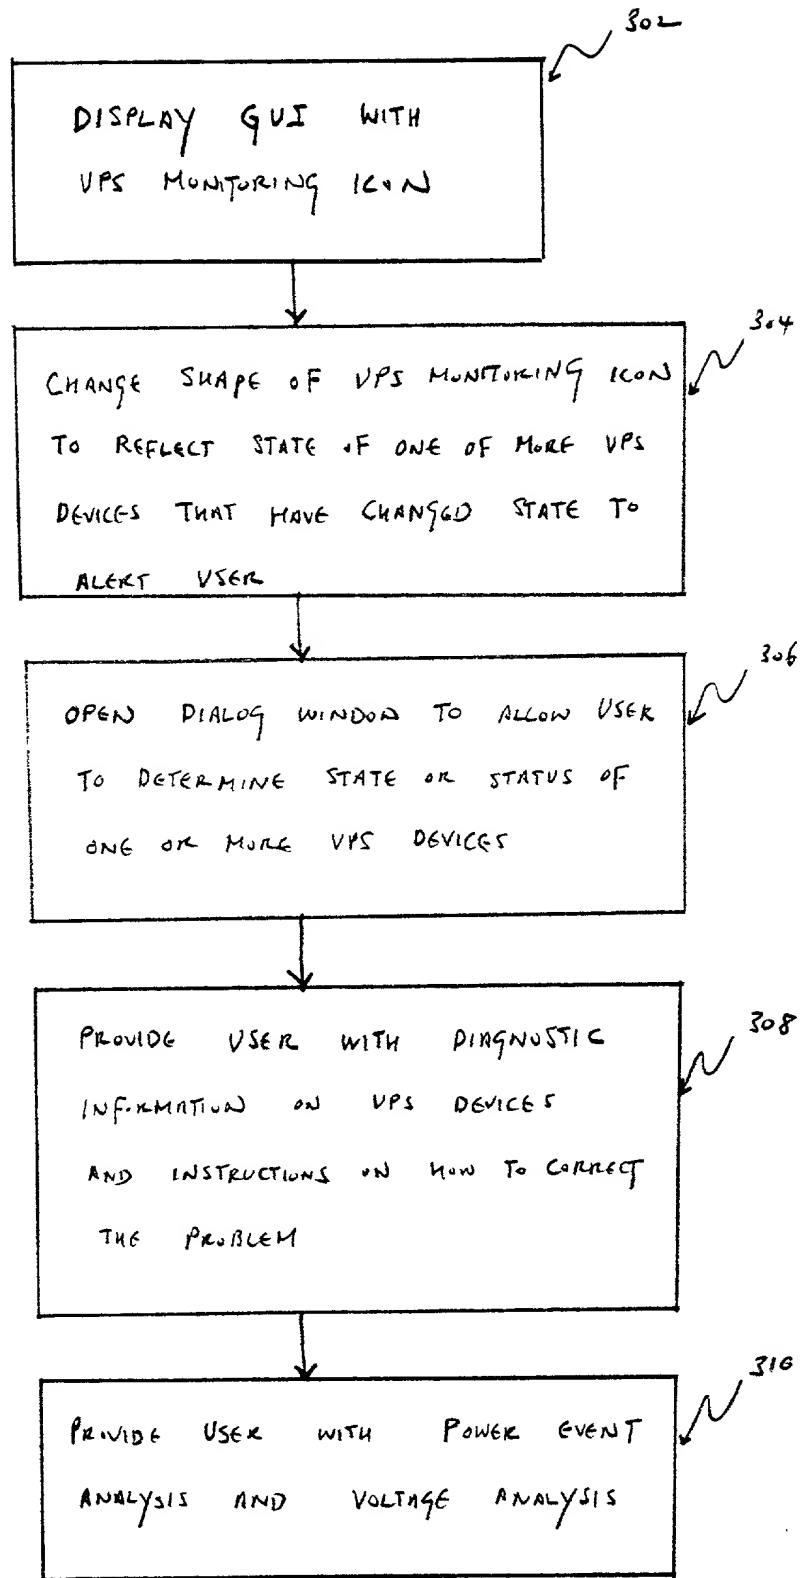 302
DISPLAY GUI WITH
UPS MONITORING ICON
304
CHANGE SHAPE OF UPS MONITORING ICON
TO REFLECT STATE OF ONE OF MORE UPS
DEVICES THAT HAVE CHANGED STATE TO
ALERT USER
306
OPEN DIALOG WINDOW TO ALLOW USER
TO DETERMINE STATE OR STATUS OF
ONE OR MORE UPS DEVICES
308
PROVIDE USER WITH DIAGNOSTIC
INFORMATION ON UPS DEVICES
AND INSTRUCTIONS ON HOW TO CORRECT
THE PROBLEM
310
PROVIDE USER WITH POWER EVENT
ANALYSIS AND VOLTAGE ANALYSIS